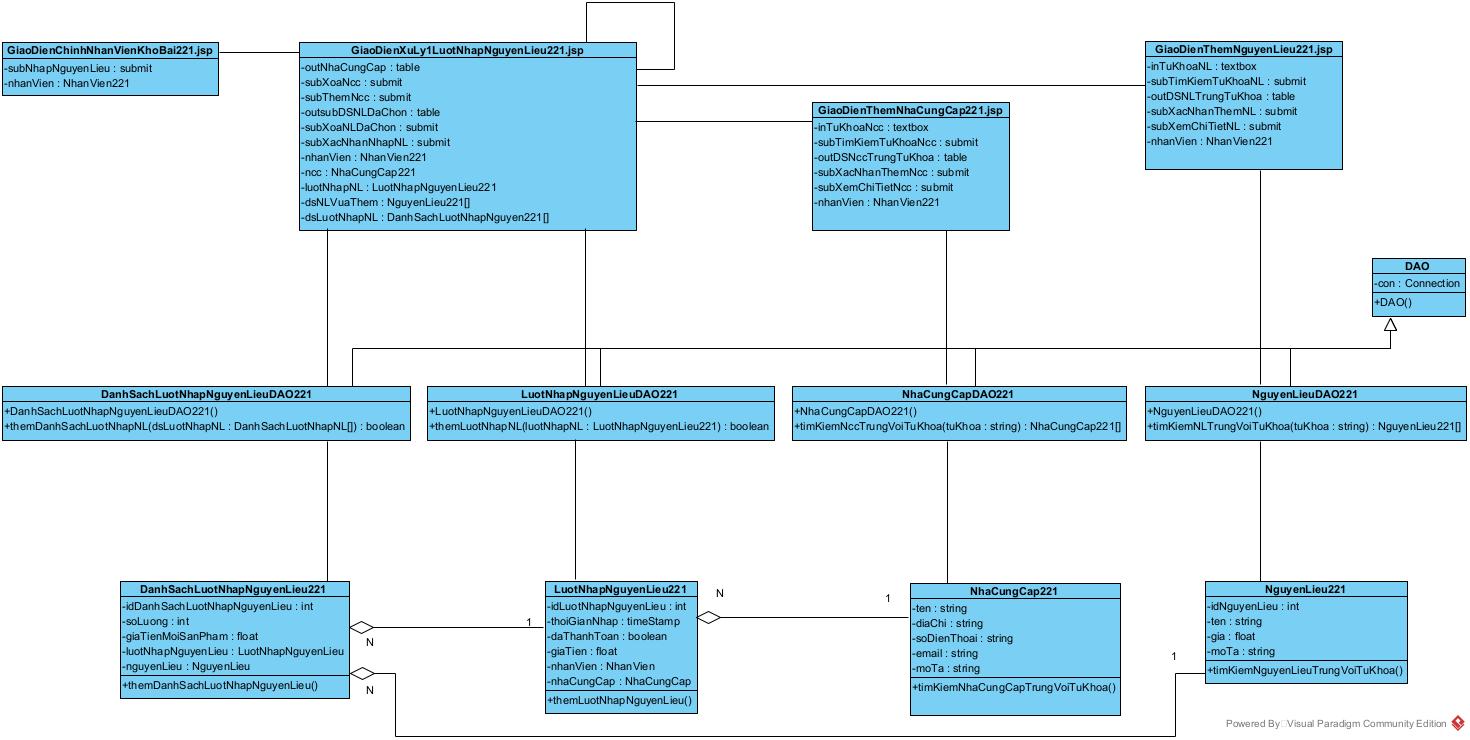 GiaoDienChinhNhanVienKhoBai221.jsp
-subNhapNguyenLieu : submit
-nhanVien : NhanVien221
GiaoDienXuLy1LuotNhapNguyenLieu221.jsp
-outNhaCungCap : table
-subXoaNcc : submit
-subThemNcc : submit
-outsubDSNLDaChon : table
-subXoaNLDaChon : submit
-subXacNhanNhapNL : submit
-nhanVien : NhanVien221
-ncc : NhaCungCap221
-luotNhapNL : LuotNhapNguyenLieu221
-dsNLVuaThem : NguyenLieu221[]
-dsLuotNhapNL : DanhSachLuotNhapNguyen221[]
GiaoDienThemNhaCungCap221.jsp
-inTuKhoaNcc : textbox
-subTimKiemTuKhoaNcc : submit
-outDSNccTrungTuKhoa : table
-subXacNhanThemNcc : submit
-subXemChiTietNcc : submit
-nhanVien : NhanVien221
GiaoDienThemNguyenLieu221.jsp
-inTuKhoaNL : textbox
-subTimKiemTuKhoaNL : submit
-outDSNLTrungTuKhoa : table
-subXacNhanThemNL : submit
-subXemChiTietNL : submit
-nhanVien : NhanVien221
DAO
-con : Connection
+DAO()
DanhSachLuotNhapNguyenLieuDAO221
+DanhSachLuotNhapNguyenLieuDAO221()
+themDanhSachLuotNhapNL(dsLuotNhapNL : DanhSachLuotNhapNL[]) : boolean
LuotNhapNguyenLieuDAO221
+LuotNhapNguyenLieuDAO221()
+themLuotNhapNL(luotNhapNL : LuotNhapNguyenLieu221) : boolean
NhaCungCapDAO221
+NhaCungCapDAO221()
+timKiemNccTrungVoiTuKhoa(tuKhoa : string) : NhaCungCap221[]
NguyenLieuDAO221
+NguyenLieuDAO221()
+timKiemNLTrungVoiTuKhoa(tuKhoa : string) : NguyenLieu221[]
DanhSachLuotNhapNguyenLieu221
-idDanhSachLuotNhapNguyenLieu : int
-soLuong : int
-giaTienMoiSanPham : float
-luotNhapNguyenLieu : LuotNhapNguyenLieu
-nguyenLieu : NguyenLieu
+themDanhSachLuotNhapNguyenLieu()
N
1
N
LuotNhapNguyenLieu221
-idLuotNhapNguyenLieu : int
-thoiGianNhap : timeStamp
-daThanhToan : boolean
-giaTien : float
-nhanVien : NhanVien
-nhaCungCap : NhaCungCap
+themLuotNhapNguyenLieu()
N
1
NhaCungCap221
-ten : string
-diaChi : string
-soDienThoai : string
-email : string
-moTa : string
+timKiemNhaCungCapTrungVoiTuKhoa()
1
NguyenLieu221
-idNguyenLieu : int
-ten : string
-gia : float
-moTa : string
+timKiemNguyenLieuTrungVoiTuKhoa()
Powered By Visual Paradigm Community Edition